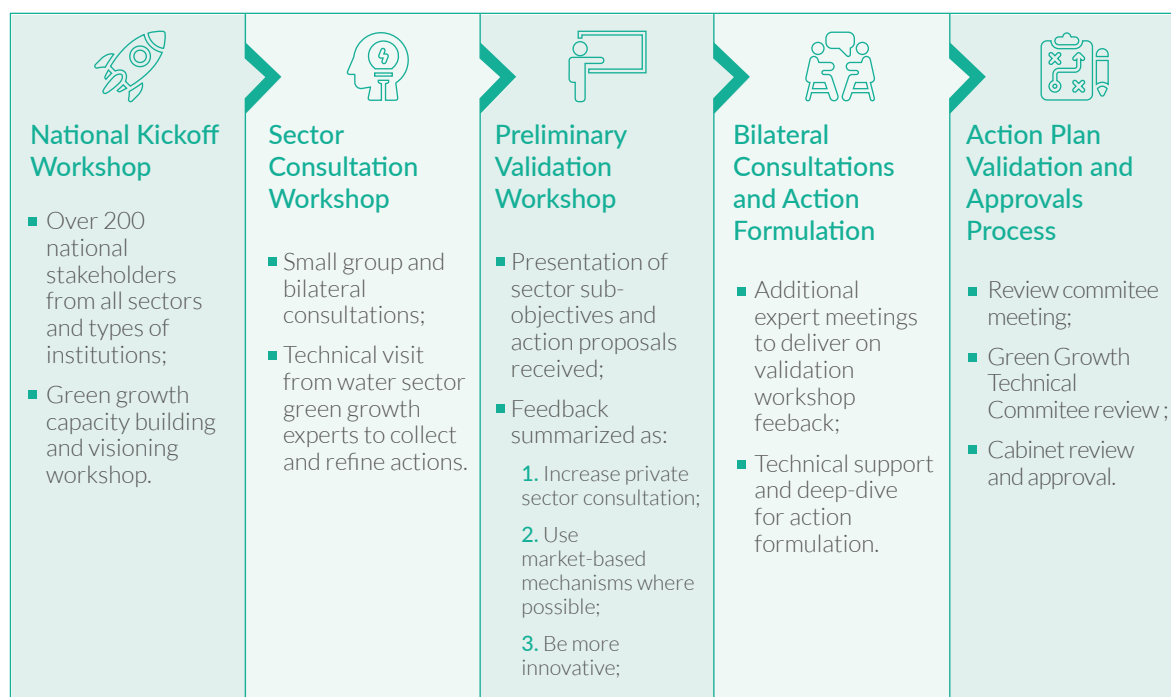 National Kickoff
Workshop
Over 200
national
stakeholders
from all sectors
and types of
institutions;
Green growth
capacity building
and visioning
workshop.
Sector
Consultation
Workshop
Small group and
bilateral
consultations;
Technical visit
from water sector
green growth
experts to collect
and refine actions.
Preliminary
Validation
Workshop
Presentation of
sector sub-
objectives and
action proposals
received;
Feedback
summarized as:
1. Increase private
sector consultation;
2. Use
market-based
mechanisms where
possible;
3. Be more
innovative;
Bilateral
Consultations
and Action
Formulation
Additional
expert meetings
to deliver on
validation
workshop
feeback;
Technical support
and deep-dive
for action
formulation.
Action Plan
Validation and
Approvals
Process
Review commitee
meeting;
Green Growth
Technical
Commitee review ;
Cabinet review
and approval.